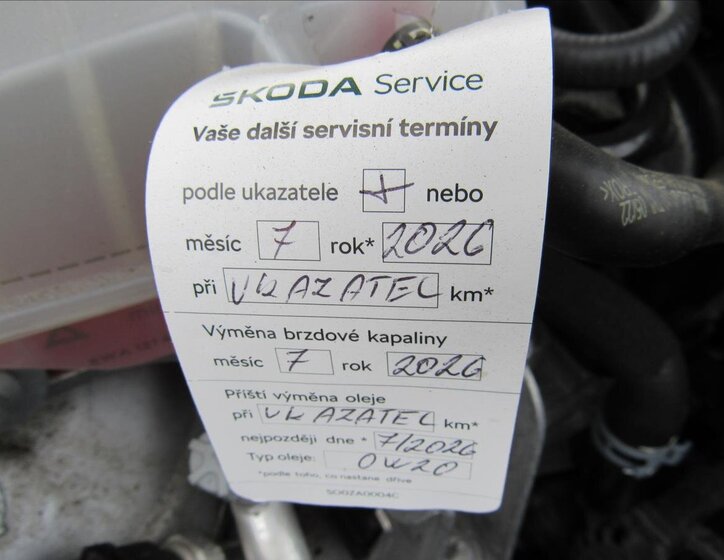 ŠKODA Service
Vaše další servisní termíny
podle ukazatele + nebo
měsíc 7 rok* 2026
při UKAZATEL km*
Výměna brzdové kapaliny
měsíc 7 rok 2026
Příští výměna oleje
při UKAZATEL km*
nejpozději dne * 7/2026
Typ oleje: 0W20
*podle toho, co nastane dříve